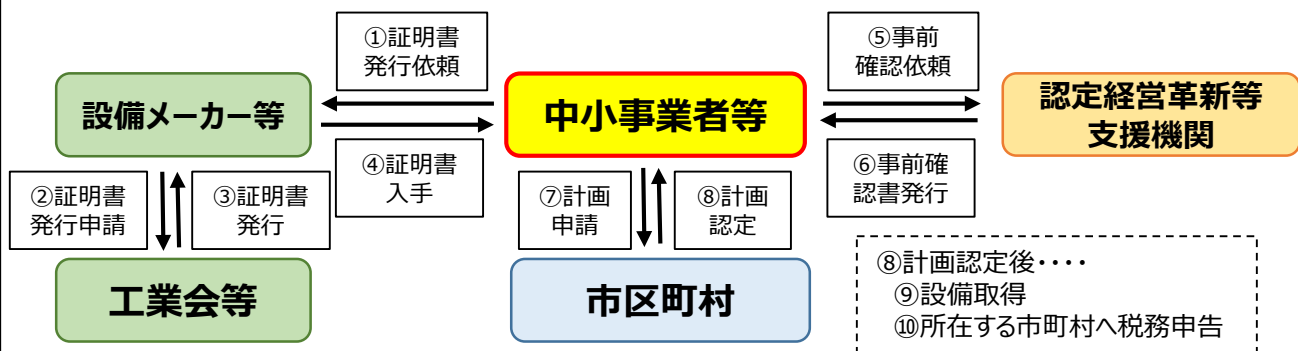 ①証明書
発行依頼
⑤事前
確認依頼
設備メーカー等
中小事業者等
認定経営革新等
支援機関
②証明書
発行申請
③証明書
発行
④証明書
入手
⑦計画
申請
⑧計画
認定
⑥事前確
認書発行
工業会等
市区町村
⑧計画認定後・・・・
⑨設備取得
⑩所在する市町村へ税務申告